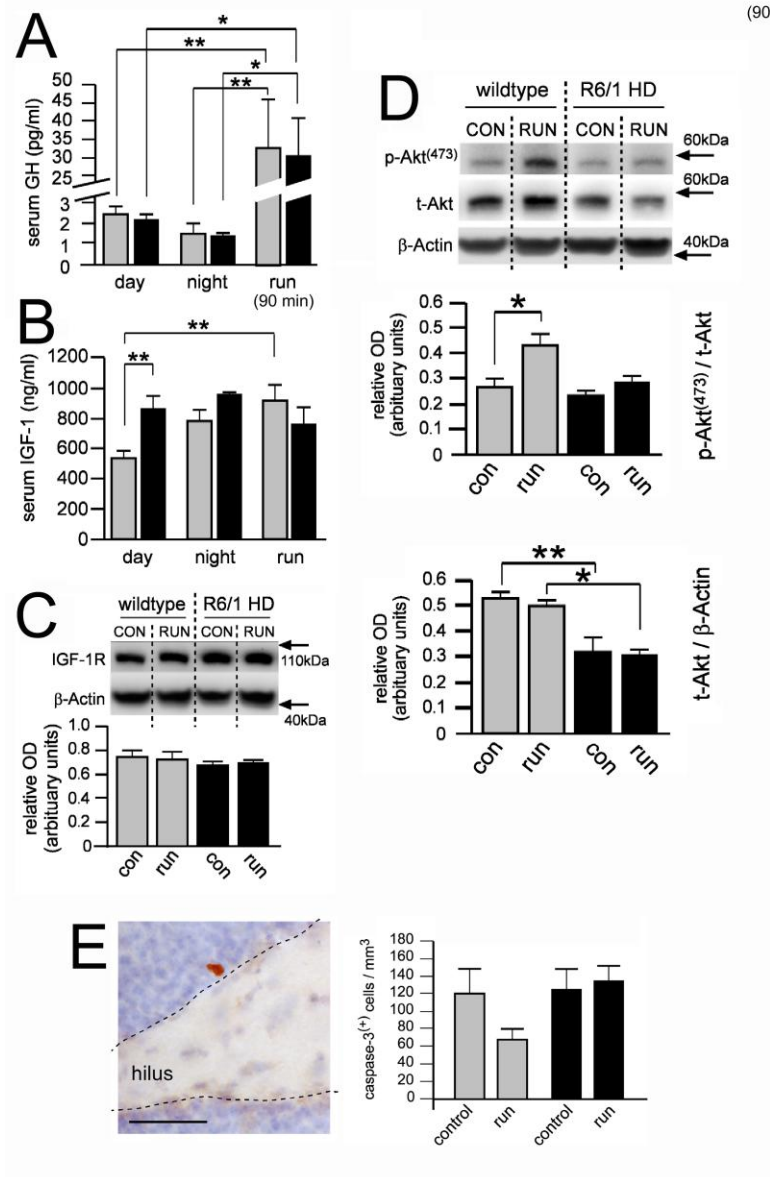 (90
A
*
**
*
**
serum GH (pg/ml)
50
45
40
35
30
25
3
2
1
0
day night run
(90 min)
B
**
**
serum IGF-1 (ng/ml)
1200
1000
800
600
400
200
0
day night run
C
wildtype R6/1 HD
CON RUN CON RUN
IGF-1R
110kDa
β-Actin
40kDa
relative OD
(arbituary units)
1.0
0.8
0.6
0.4
0.2
0
con run con run
D
wildtype R6/1 HD
CON RUN CON RUN
p-Akt(473)
60kDa
t-Akt
60kDa
β-Actin
40kDa
relative OD
(arbituary units)
0.6
0.5
0.4
0.3
0.2
0.1
0
*
con run con run
p-Akt(473) / t-Akt
relative OD
(arbituary units)
0.6
0.5
0.4
0.3
0.2
0.1
0
**
*
con run con run
t-Akt / β-Actin
E
hilus
caspase-3(+) cells / mm3
180
160
140
120
100
80
60
40
20
0
control run control run